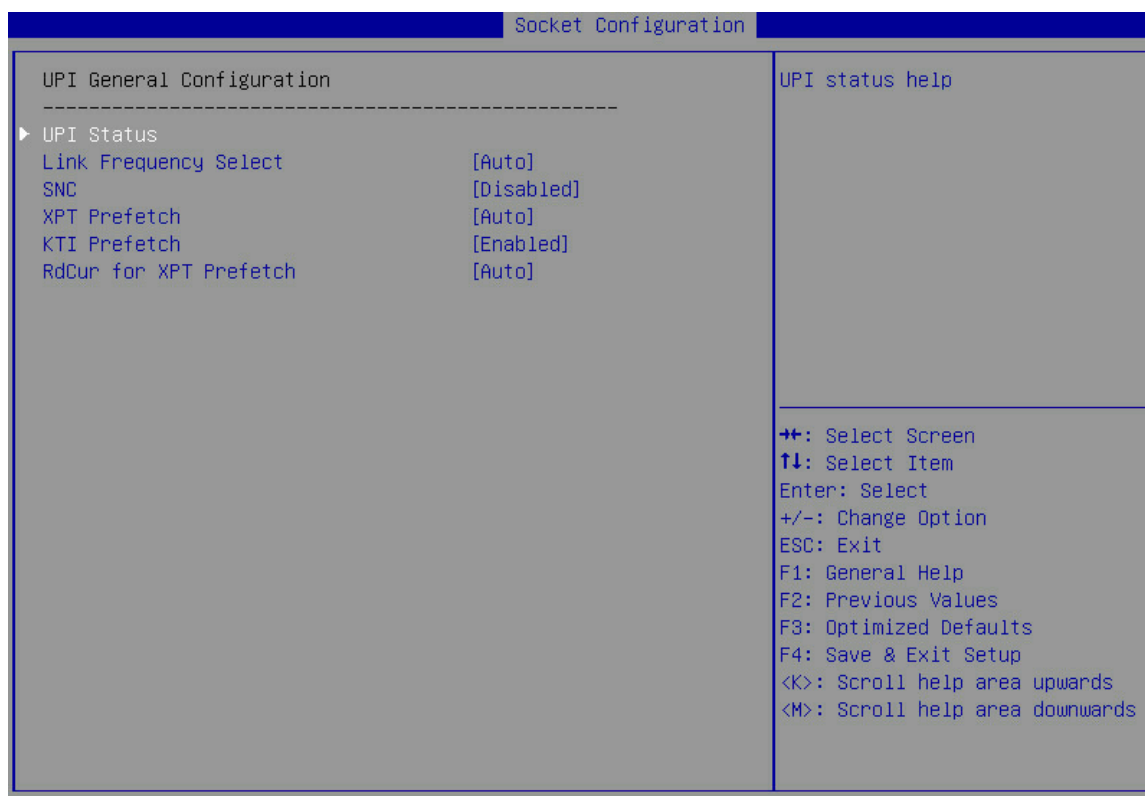 Socket Configuration
UPI General Configuration
--------------------------------------------------
UPI Status
Link Frequency Select [Auto]
SNC [Disabled]
XPT Prefetch [Auto]
KTI Prefetch [Enabled]
RdCur for XPT Prefetch [Auto]
UPI status help
→←: Select Screen
↑↓: Select Item
Enter: Select
+/-: Change Option
ESC: Exit
F1: General Help
F2: Previous Values
F3: Optimized Defaults
F4: Save & Exit Setup
<K>: Scroll help area upwards
<M>: Scroll help area downwards